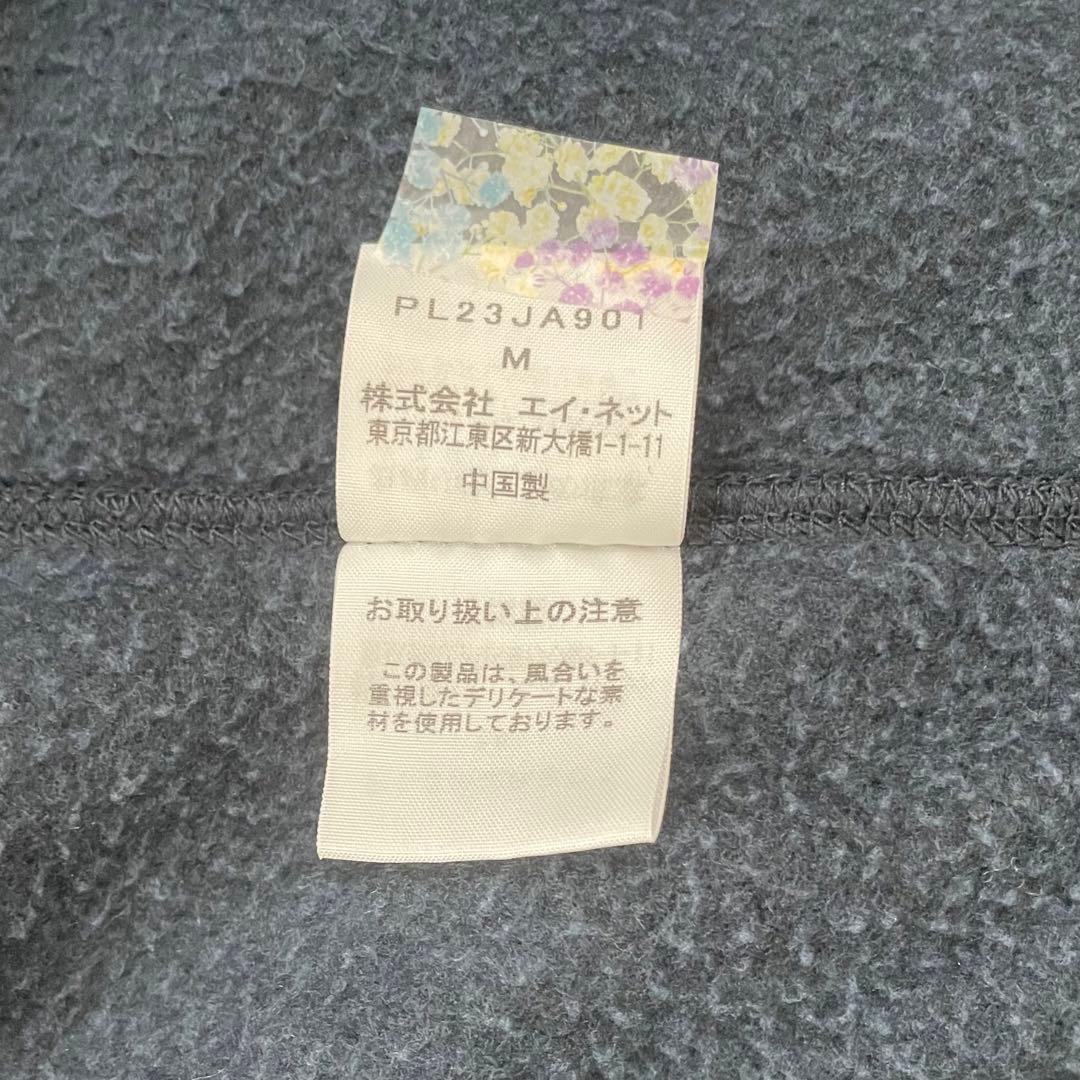 PL23JA901
M
株式会社 エイ・ネット
東京都江東区新大橋1-1-11
中国製
お取り扱い上の注意
この製品は、風合いを
重視したデリケートな素
材を使用しております。